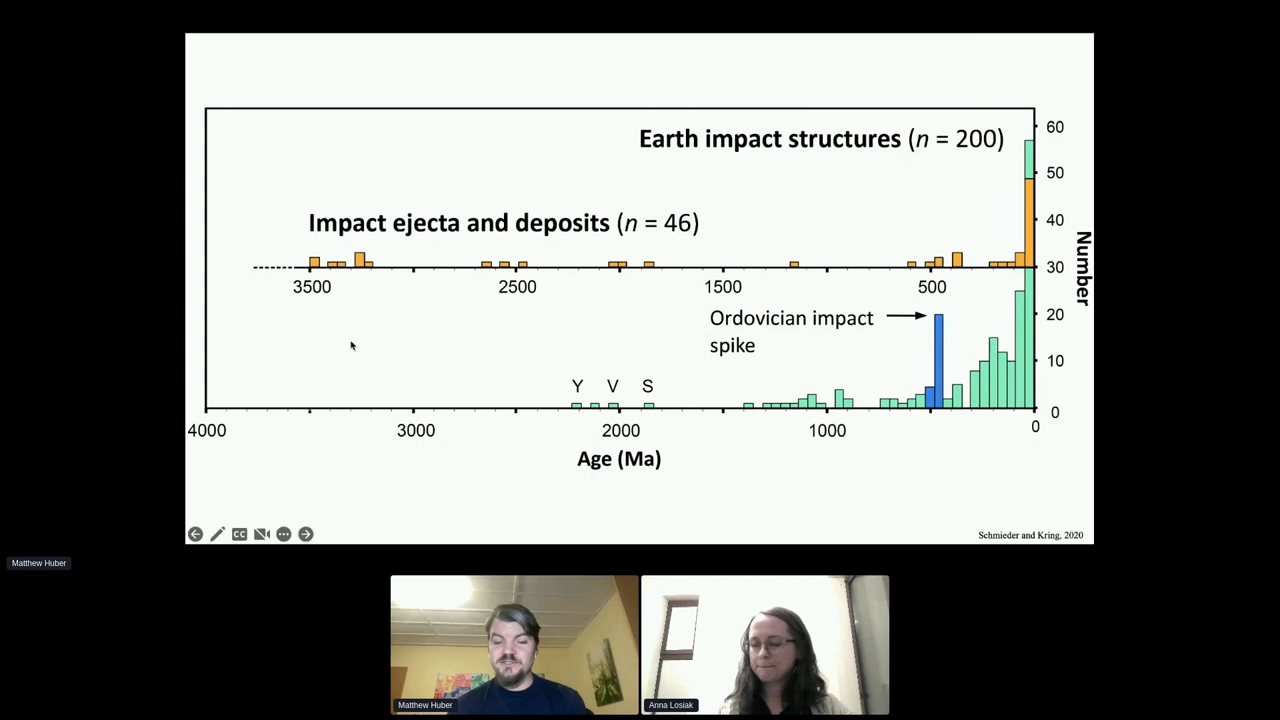 Earth impact structures (n = 200)
Impact ejecta and deposits (n = 46)
60
50
40
30
20
10
0
Number
3500
2500
1500
500
Ordovician impact
spike
Y
V
S
4000
3000
2000
1000
0
Age (Ma)
CC
Schmieder and Kring, 2020
Matthew Huber
Matthew Huber
Anna Losiak